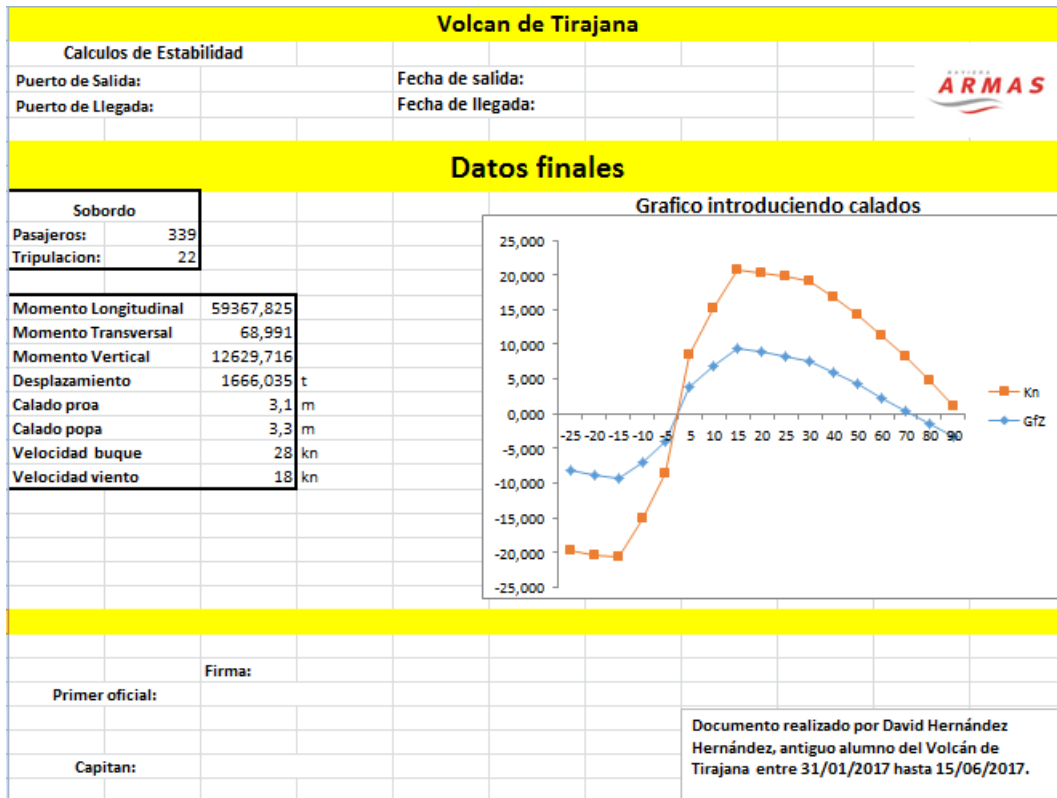 Volcan de Tirajana
Calculos de Estabilidad
Puerto de Salida:
Fecha de salida:
Puerto de Llegada:
Fecha de llegada:
NAVIERA
ARMAS
Datos finales
Sobordo
Pasajeros: 339
Tripulacion: 22
Momento Longitudinal 59367,825
Momento Transversal 68,991
Momento Vertical 12629,716
Desplazamiento 1666,035 t
Calado proa 3,1 m
Calado popa 3,3 m
Velocidad buque 28 kn
Velocidad viento 18 kn
Grafico introduciendo calados
25,000
20,000
15,000
10,000
5,000
0,000
-5,000
-10,000
-15,000
-20,000
-25,000
-25 -20 -15 -10 -5 5 10 15 20 25 30 40 50 60 70 80 90
Kn
GfZ
Firma:
Primer oficial:
Capitan:
Documento realizado por David Hernández
Hernández, antiguo alumno del Volcán de
Tirajana entre 31/01/2017 hasta 15/06/2017.